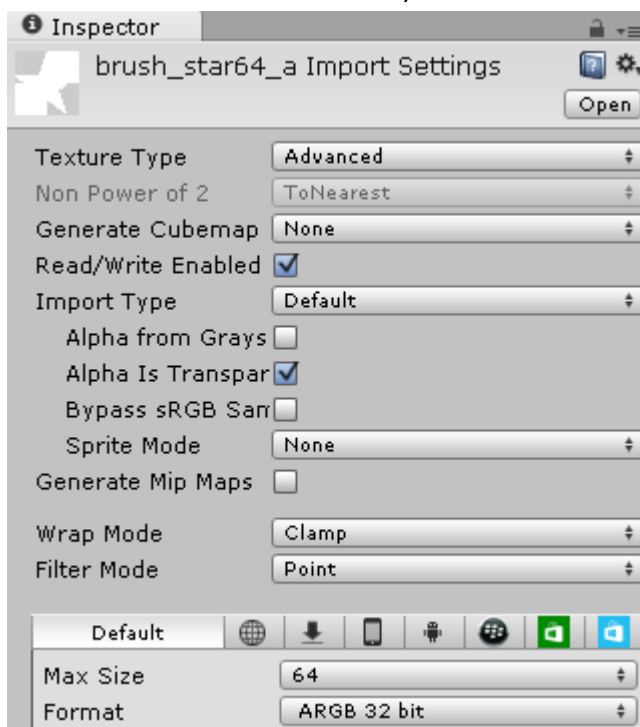 Inspector
brush_star64_a Import Settings
Open
Texture Type Advanced
Non Power of 2 ToNearest
Generate Cubemap None
Read/Write Enabled
Import Type Default
Alpha from Grays
Alpha Is Transpar
Bypass sRGB Sam
Sprite Mode None
Generate Mip Maps
Wrap Mode Clamp
Filter Mode Point
Default
Max Size 64
Format ARGB 32 bit